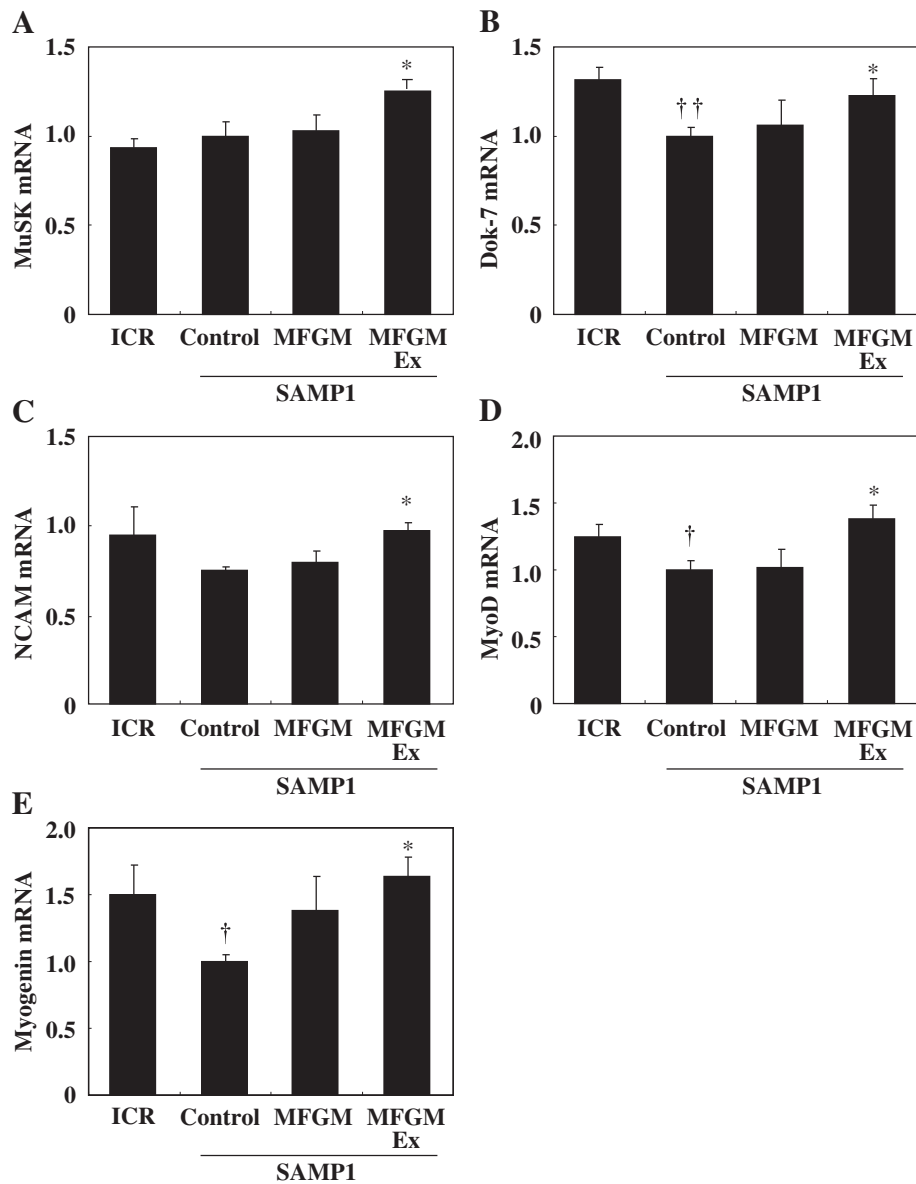 A
MuSK mRNA
1.5
1.0
0.5
0
*
ICR Control MFGM MFGM
Ex
SAMP1
B
Dok-7 mRNA
1.5
1.0
0.5
0
††
*
ICR Control MFGM MFGM
Ex
SAMP1
C
NCAM mRNA
1.5
1.0
0.5
0
*
ICR Control MFGM MFGM
Ex
SAMP1
D
MyoD mRNA
2.0
1.5
1.0
0.5
0
†
*
ICR Control MFGM MFGM
Ex
SAMP1
E
Myogenin mRNA
2.0
1.5
1.0
0.5
0
†
*
ICR Control MFGM MFGM
Ex
SAMP1